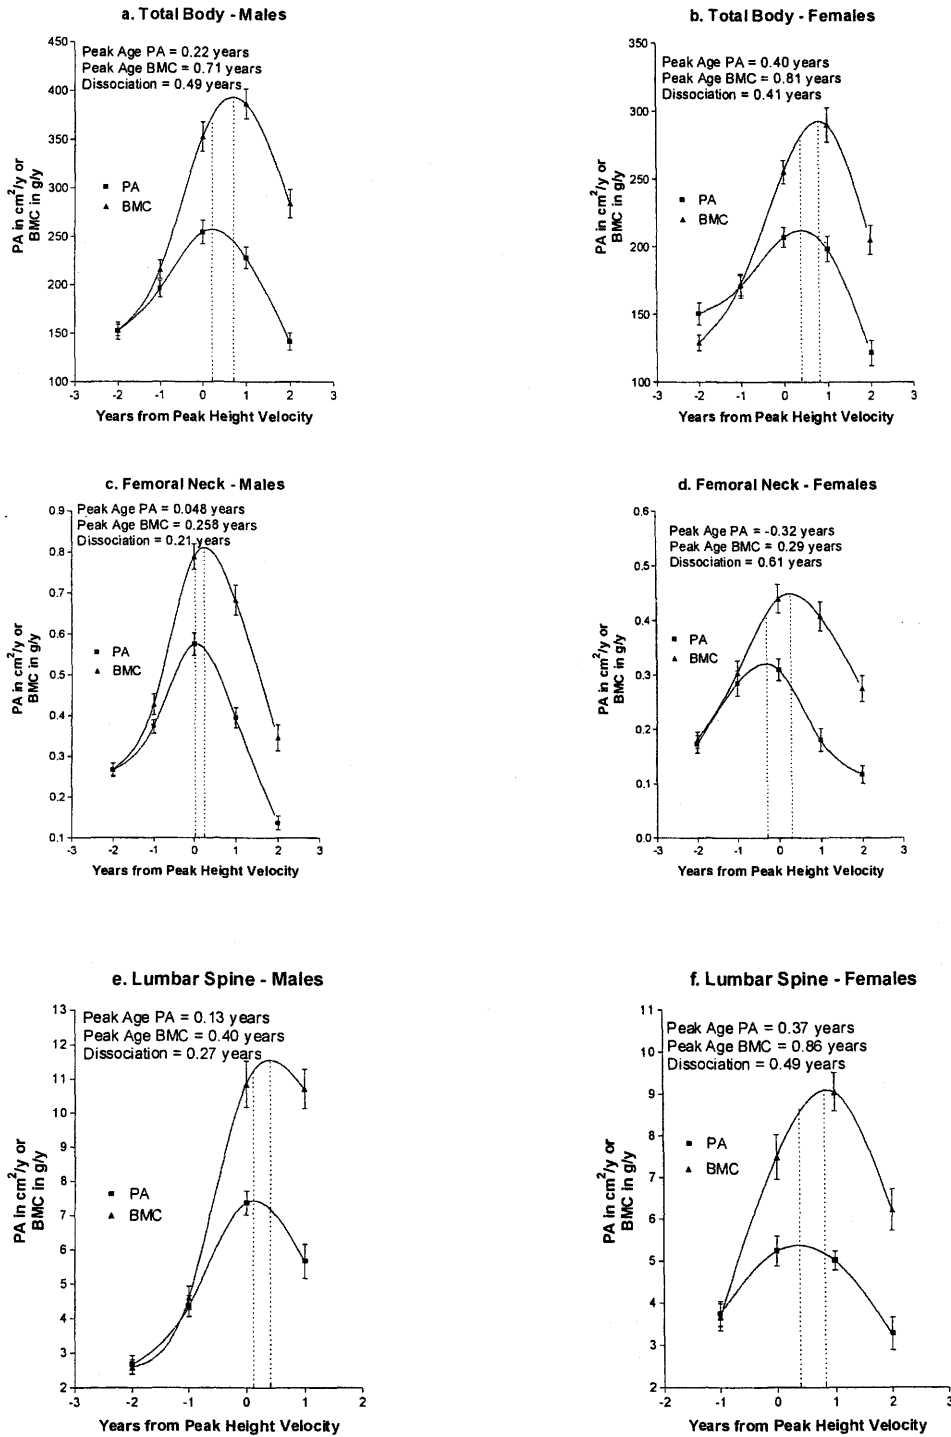 a. Total Body - Males
Peak Age PA = 0.22 years
Peak Age BMC = 0.71 years
Dissociation = 0.49 years
450
400
350
300
250
200
150
100
PA in cm²/y or
BMC in g/y
PA
BMC
-3 -2 -1 0 1 2 3
Years from Peak Height Velocity
b. Total Body - Females
Peak Age PA = 0.40 years
Peak Age BMC = 0.81 years
Dissociation = 0.41 years
350
300
250
200
150
100
PA in cm²/y or
BMC in g/y
PA
BMC
-3 -2 -1 0 1 2 3
Years from Peak Height Velocity
c. Femoral Neck - Males
Peak Age PA = 0.048 years
Peak Age BMC = 0.258 years
Dissociation = 0.21 years
0.9
0.8
0.7
0.6
0.5
0.4
0.3
0.2
0.1
PA in cm²/y or
BMC in g/y
PA
BMC
-3 -2 -1 0 1 2 3
Years from Peak Height Velocity
d. Femoral Neck - Females
Peak Age PA = -0.32 years
Peak Age BMC = 0.29 years
Dissociation = 0.61 years
0.6
0.5
0.4
0.3
0.2
0.1
0.0
PA in cm²/y or
BMC in g/y
PA
BMC
-3 -2 -1 0 1 2 3
Years from Peak Height Velocity
e. Lumbar Spine - Males
Peak Age PA = 0.13 years
Peak Age BMC = 0.40 years
Dissociation = 0.27 years
13
12
11
10
9
8
7
6
5
4
3
2
PA in cm²/y or
BMC in g/y
PA
BMC
-3 -2 -1 0 1 2
Years from Peak Height Velocity
f. Lumbar Spine - Females
Peak Age PA = 0.37 years
Peak Age BMC = 0.86 years
Dissociation = 0.49 years
11
10
9
8
7
6
5
4
3
2
PA in cm²/y or
BMC in g/y
PA
BMC
-2 -1 0 1 2 3
Years from Peak Height Velocity